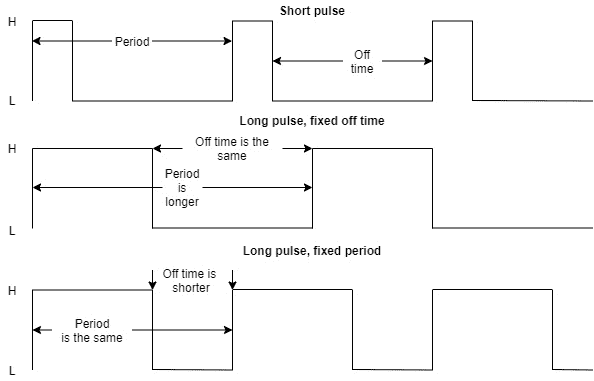 Short pulse
H
Period
Off
time
L
Long pulse, fixed off time
H
Off time is the
same
Period
is
longer
L
Long pulse, fixed period
Off time is
shorter
H
Period
is the same
L